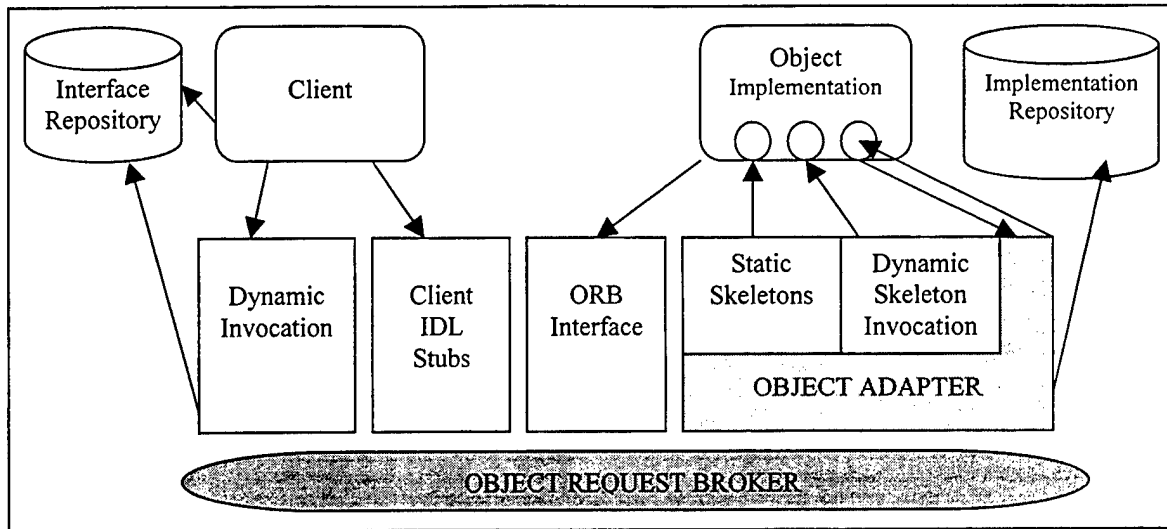 Interface
Repository
Client
Object
Implementation
Implementation
Repository
Dynamic
Invocation
Client
IDL
Stubs
ORB
Interface
Static
Skeletons
Dynamic
Skeleton
Invocation
OBJECT ADAPTER
OBJECT REQUEST BROKER